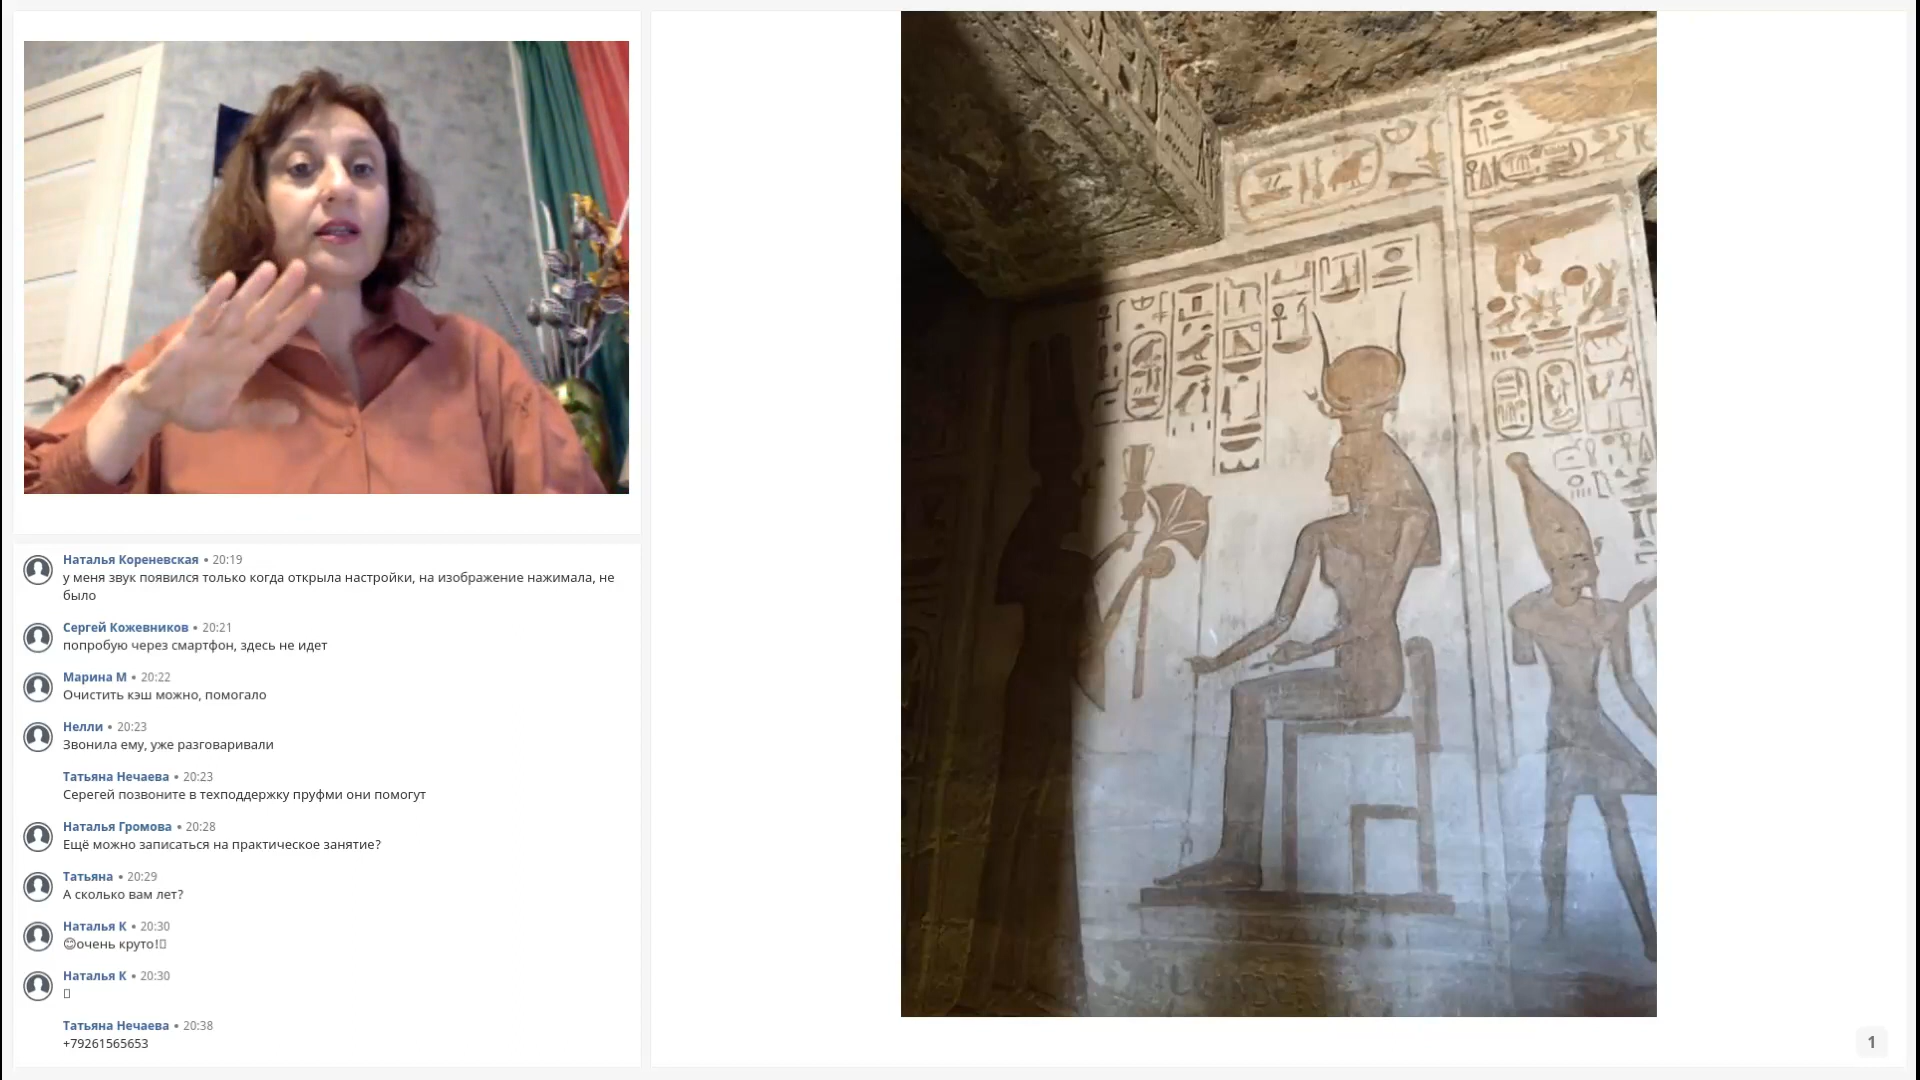 Наталья Кореневская • 20:19
у меня звук появился только когда открыла настройки, на изображение нажимала, не
было
Сергей Кожевников • 20:21
попробую через смартфон, здесь не идет
Марина М • 20:22
Очистить кэш можно, помогало
Нелли • 20:23
Звонила ему, уже разговаривали
Татьяна Нечаева • 20:23
Серегей позвоните в техподдержку пруфми они помогут
Наталья Громова • 20:28
Ещё можно записаться на практическое занятие?
Татьяна • 20:29
А сколько вам лет?
Наталья К • 20:30
😊очень круто!
Наталья К • 20:30
Татьяна Нечаева • 20:38
+79261565653
1